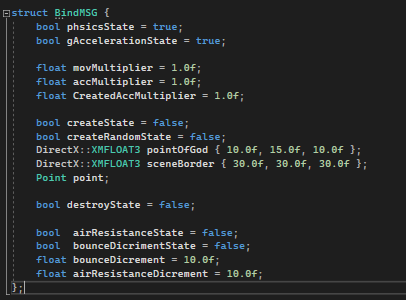 struct BindMSG {
bool phsicsState = true;
bool gAccelerationState = true;
float movMultiplier = 1.0f;
float accMultiplier = 1.0f;
float CreatedAccMultiplier = 1.0f;
bool createState = false;
bool createRandomState = false;
DirectX::XMFLOAT3 pointOfGod { 10.0f, 15.0f, 10.0f };
DirectX::XMFLOAT3 sceneBorder { 30.0f, 30.0f, 30.0f };
Point point;
bool destroyState = false;
bool  airResistanceState = false;
bool  bounceDicrimentState = false;
float bounceDicrement = 10.0f;
float airResistanceDicrement = 10.0f;
};